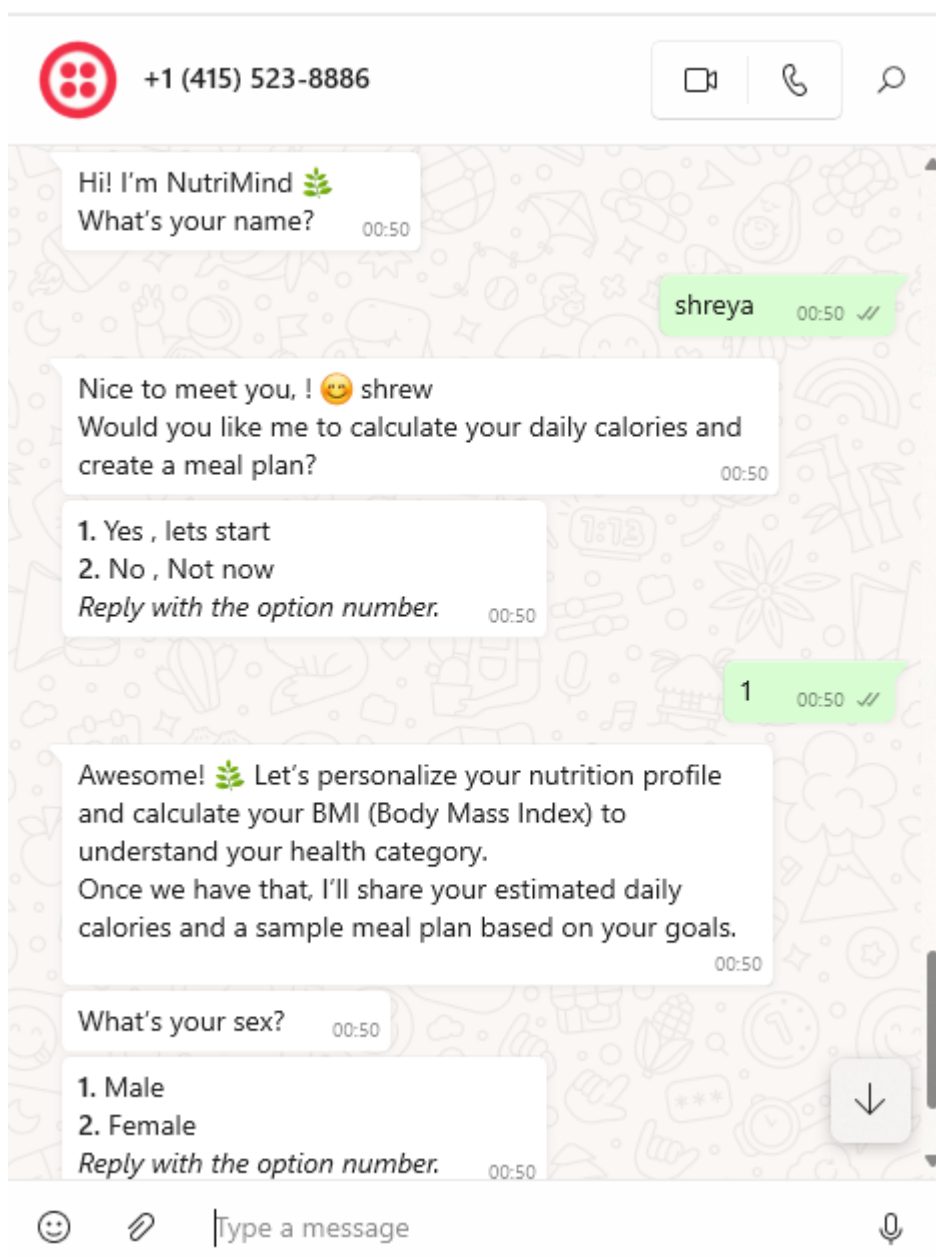 +1 (415) 523-8886
Hi! I'm NutriMind 🌿
What's your name?
00:50
shreya
00:50
Nice to meet you, ! 😊 shrew
Would you like me to calculate your daily calories and
create a meal plan?
00:50
1. Yes , lets start
2. No , Not now
Reply with the option number.
00:50
1
00:50
Awesome! 🌿 Let's personalize your nutrition profile
and calculate your BMI (Body Mass Index) to
understand your health category.
Once we have that, I'll share your estimated daily
calories and a sample meal plan based on your goals.
00:50
What's your sex?
00:50
1. Male
2. Female
Reply with the option number.
00:50
Type a message